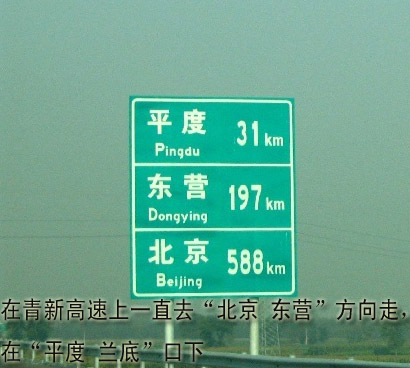 平度 31km
Pingdu
东营 197km
Dongying
北京 588km
Beijing
在青新高速上一直去“北京 东营”方向走，
在“平度 兰底”口下